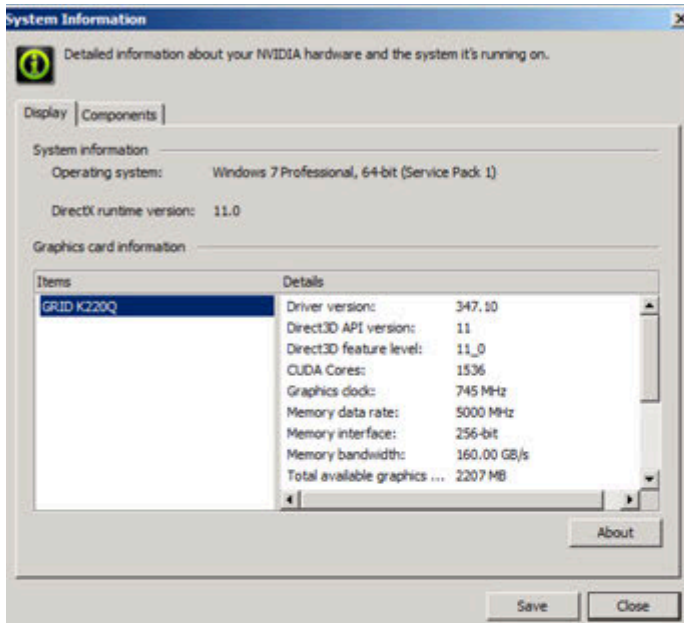 System Information
Detailed information about your NVIDIA hardware and the system it's running on.
Display Components
System information
Operating system: Windows 7 Professional, 64-bit (Service Pack 1)
DirectX runtime version: 11.0
Graphics card information
Items Details
GRID K220Q Driver version: 347.10
Direct3D API version: 11
Direct3D feature level: 11_0
CUDA Cores: 1536
Graphics clock: 745 MHz
Memory data rate: 5000 MHz
Memory interface: 256-bit
Memory bandwidth: 160.00 GB/s
Total available graphics ... 2207 MB
About
Save Close